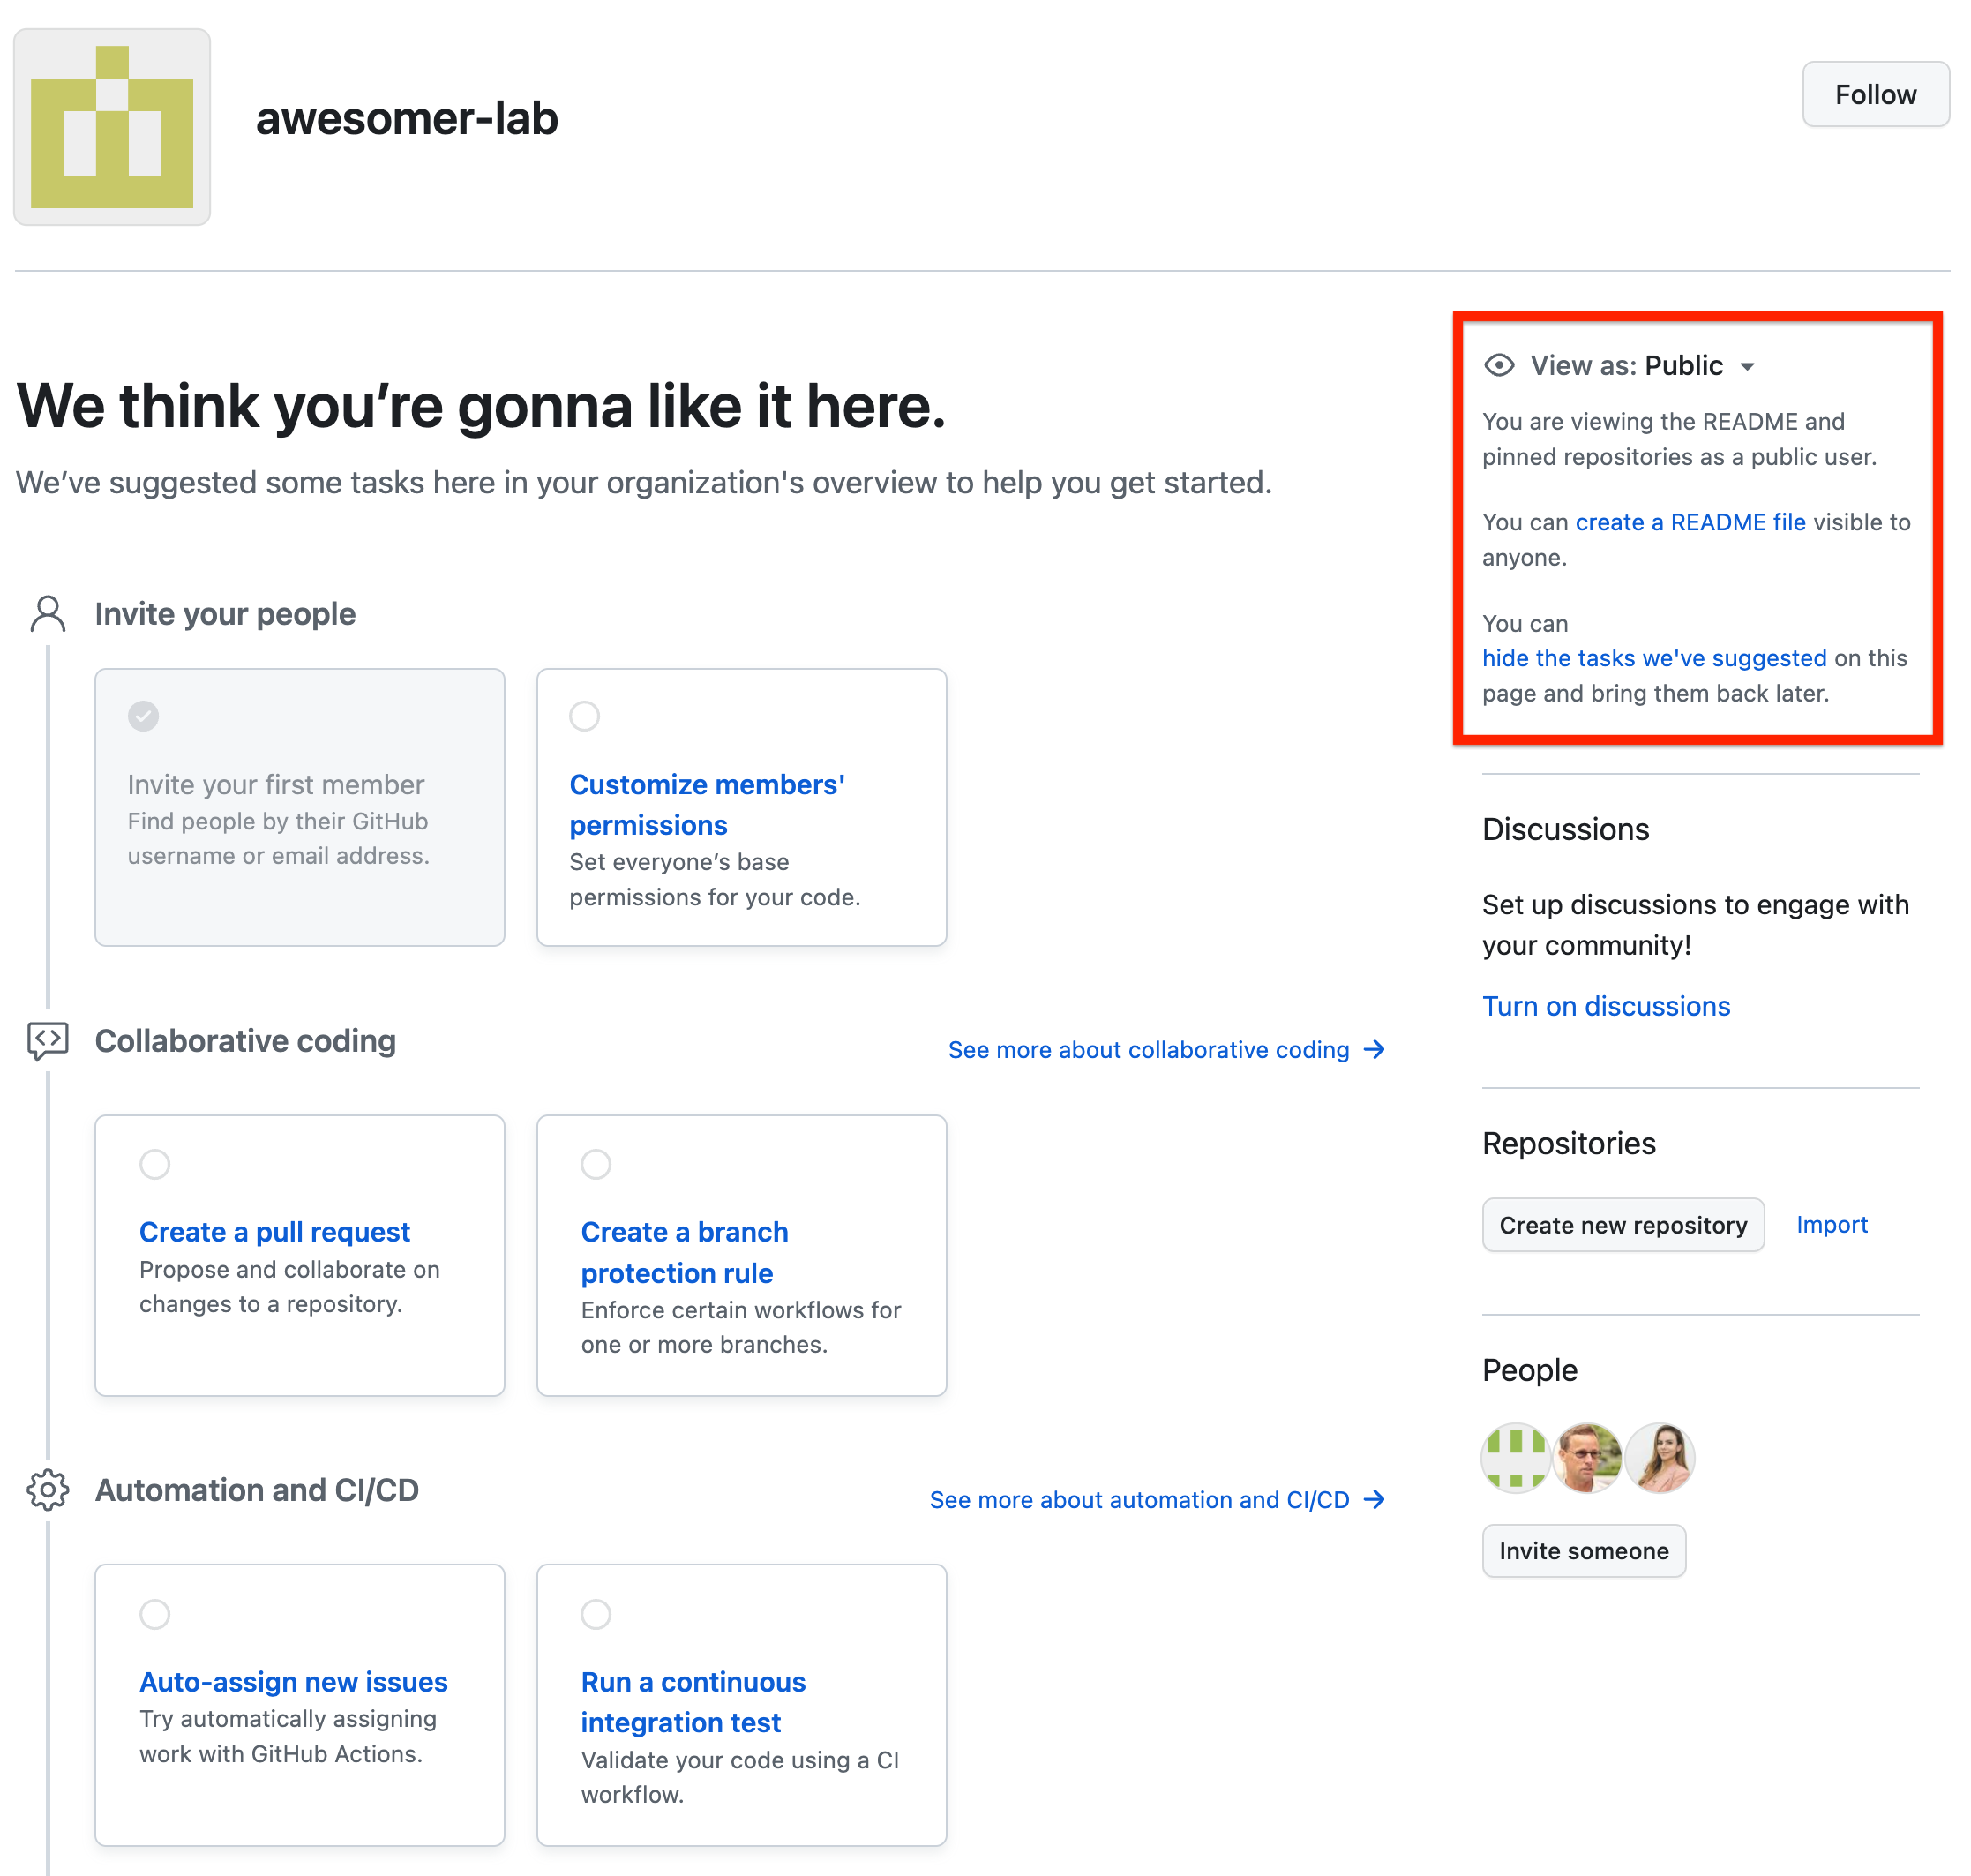 awesomer-lab
Follow
We think you’re gonna like it here.
We’ve suggested some tasks here in your organization's overview to help you get started.
Invite your people
Invite your first member
Find people by their GitHub
username or email address.
Customize members'
permissions
Set everyone’s base
permissions for your code.
Collaborative coding
See more about collaborative coding →
Create a pull request
Propose and collaborate on
changes to a repository.
Create a branch
protection rule
Enforce certain workflows for
one or more branches.
Automation and CI/CD
See more about automation and CI/CD →
Auto-assign new issues
Try automatically assigning
work with GitHub Actions.
Run a continuous
integration test
Validate your code using a CI
workflow.
View as: Public
You are viewing the README and
pinned repositories as a public user.
You can create a README file visible to
anyone.
You can
hide the tasks we've suggested on this
page and bring them back later.
Discussions
Set up discussions to engage with
your community!
Turn on discussions
Repositories
Create new repository
Import
People
Invite someone